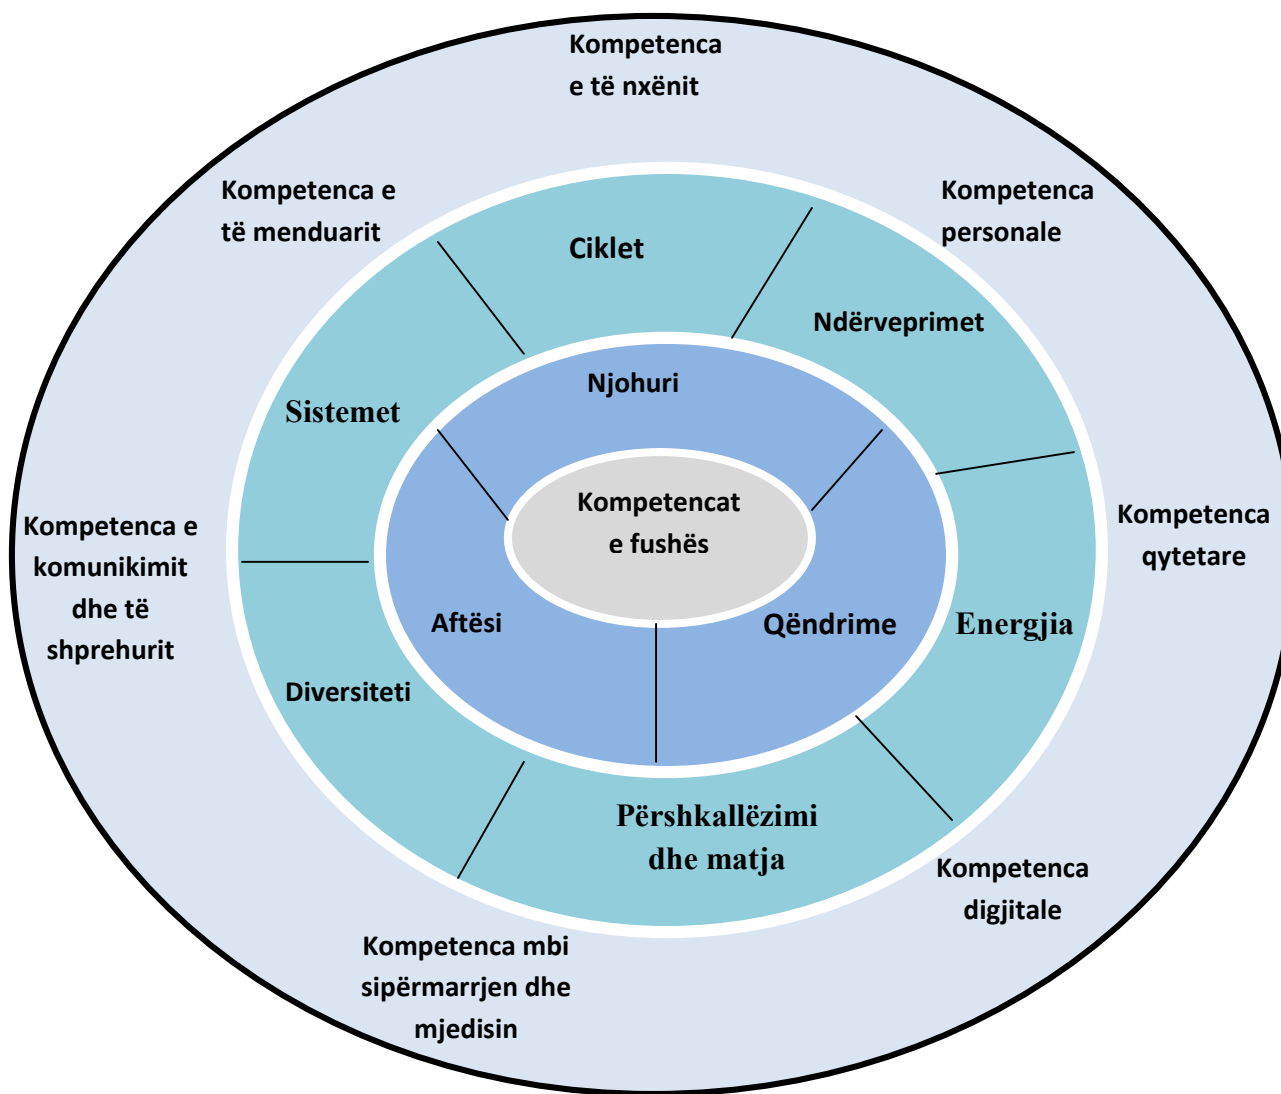 Kompetenca
e të nxënit
Kompetenca e
të menduarit
Kompetenca
personale
Ciklet
Ndërveprimet
Njohuri
Sistemet
Kompetencat
e fushës
Kompetenca e
komunikimit
dhe të
shprehurit
Kompetenca
qytetare
Aftësi
Qëndrime
Energjia
Diversiteti
Përshkallëzimi
dhe matja
Kompetenca
digjitale
Kompetenca mbi
sipërmarrjen dhe
mjedisin